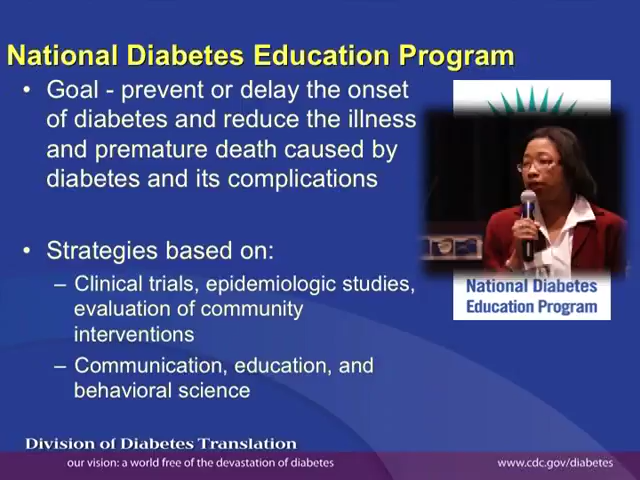 National Diabetes Education Program
• Goal - prevent or delay the onset
of diabetes and reduce the illness
and premature death caused by
diabetes and its complications
• Strategies based on:
– Clinical trials, epidemiologic studies,
evaluation of community
interventions
– Communication, education, and
behavioral science
National Diabetes
Education Program
Division of Diabetes Translation
our vision: a world free of the devastation of diabetes
www.cdc.gov/diabetes